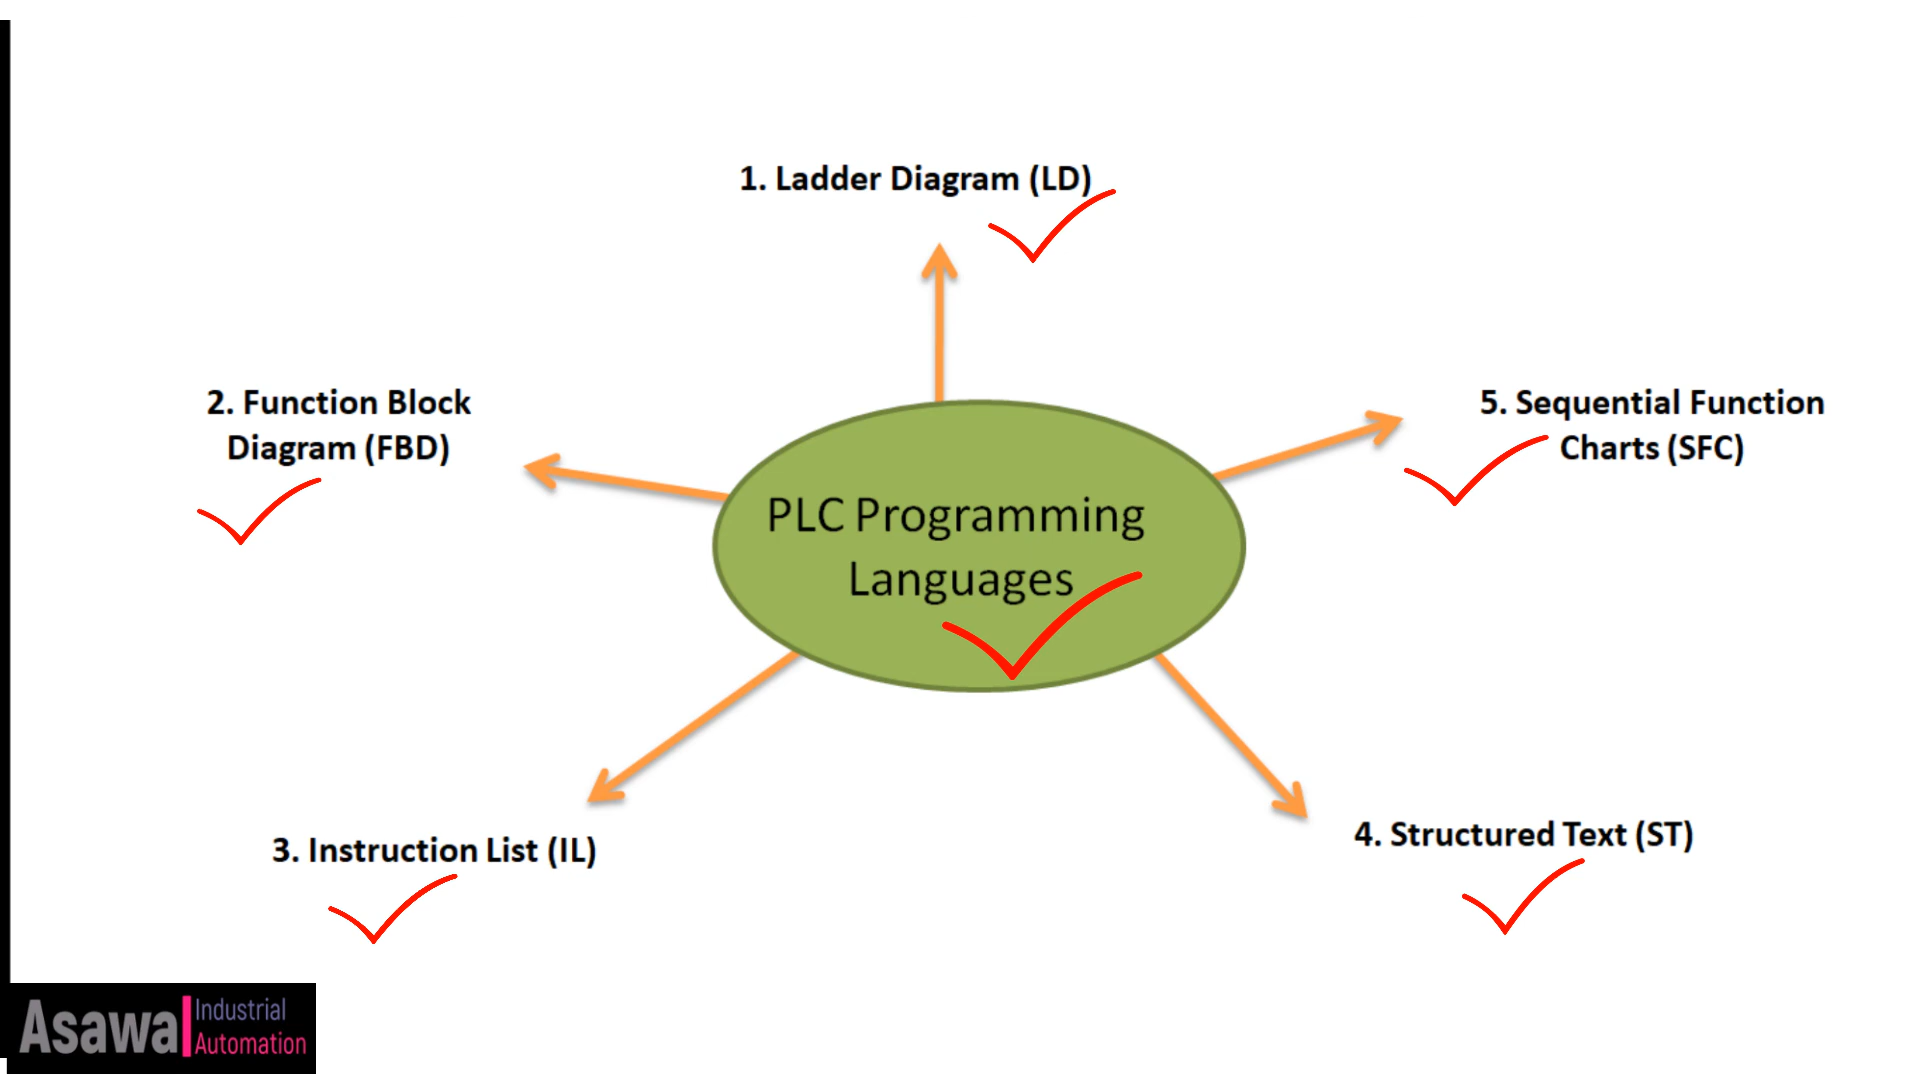 1. Ladder Diagram (LD)
2. Function Block
Diagram (FBD)
5. Sequential Function
Charts (SFC)
PLC Programming
Languages
3. Instruction List (IL)
4. Structured Text (ST)
Asawa
Industrial
Automation